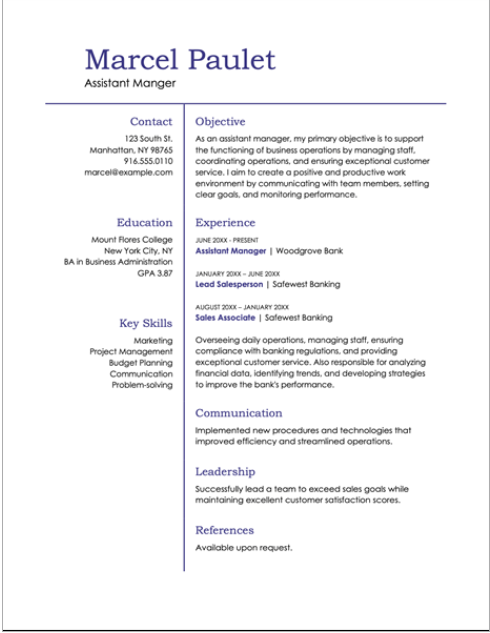 Marcel Paulet
Assistant Manger
Contact
123 South St.
Manhattan, NY 98765
916.555.0110
marcel@example.com
Education
Mount Flores College
New York City, NY
BA in Business Administration
GPA 3.87
Key Skills
Marketing
Project Management
Budget Planning
Communication
Problem-solving
Objective
As an assistant manager, my primary objective is to support
the functioning of business operations by managing staff,
coordinating operations, and ensuring exceptional customer
service. I aim to create a positive and productive work
environment by communicating with team members, setting
clear goals, and monitoring performance.
Experience
JUNE 20XX - PRESENT
Assistant Manager | Woodgrove Bank
JANUARY 20XX – JUNE 20XX
Lead Salesperson | Safewest Banking
AUGUST 20XX – JANUARY 20XX
Sales Associate | Safewest Banking
Overseeing daily operations, managing staff, ensuring
compliance with banking regulations, and providing
exceptional customer service. Also responsible for analyzing
financial data, identifying trends, and developing strategies
to improve the bank's performance.
Communication
Implemented new procedures and technologies that
improved efficiency and streamlined operations.
Leadership
Successfully lead a team to exceed sales goals while
maintaining excellent customer satisfaction scores.
References
Available upon request.